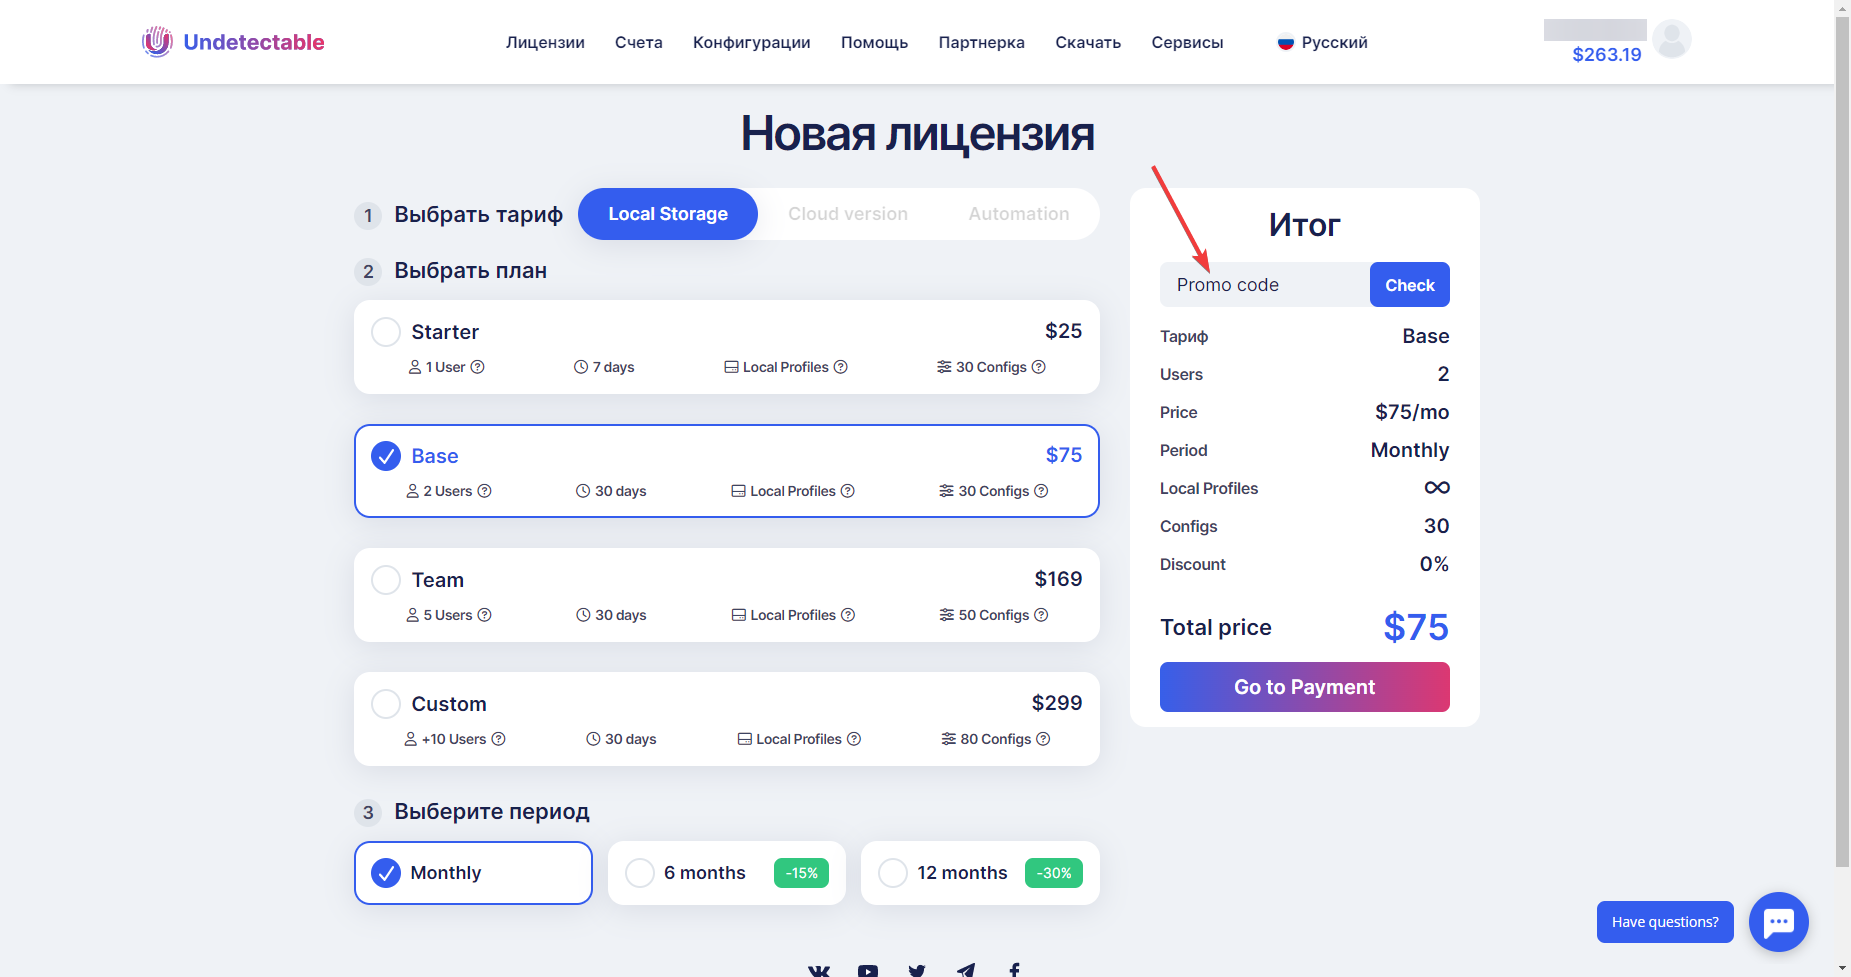 Undetectable
Лицензии Счета Конфигурации Помощь Партнерка Скачать Сервисы Русский
$263.19
Новая лицензия
1 Выбрать тариф Local Storage Cloud version Automation
2 Выбрать план
Starter $25
1 User 7 days Local Profiles 30 Configs
Base $75
2 Users 30 days Local Profiles 30 Configs
Team $169
5 Users 30 days Local Profiles 50 Configs
Custom $299
+10 Users 30 days Local Profiles 80 Configs
3 Выберите период
Monthly 6 months -15% 12 months -30%
Итог
Promo code Check
Тариф Base
Users 2
Price $75/mo
Period Monthly
Local Profiles ∞
Configs 30
Discount 0%
Total price $75
Go to Payment
Have questions?